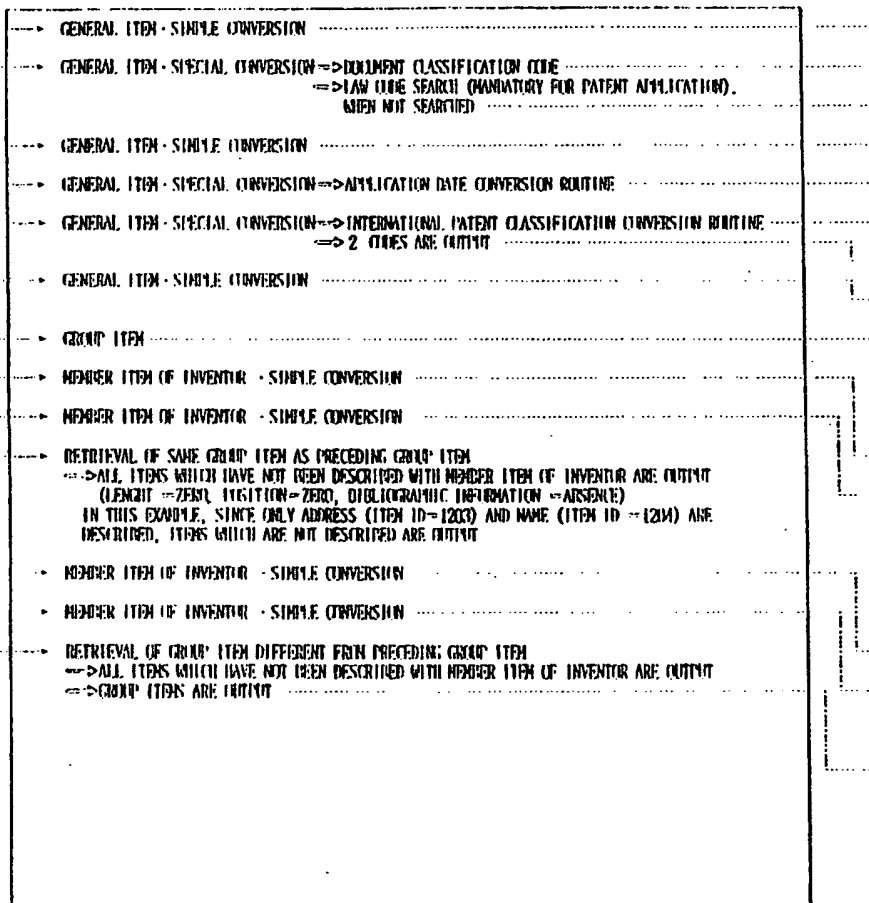 GENERAL ITEM · SIMPLE CONVERSION
GENERAL ITEM · SPECIAL CONVERSION=>DOCUMENT CLASSIFICATION CODE
=>LAW CODE SEARCH (MANDATORY FOR PATENT APPLICATION).
WHEN NOT SEARCHED
GENERAL ITEM · SIMPLE CONVERSION
GENERAL ITEM · SPECIAL CONVERSION=>APPLICATION DATE CONVERSION ROUTINE
GENERAL ITEM · SPECIAL CONVERSION=>INTERNATIONAL PATENT CLASSIFICATION CONVERSION ROUTINE
=>2 CODES ARE OUTPUT
GENERAL ITEM · SIMPLE CONVERSION
GROUP ITEM
MEMBER ITEM OF INVENTOR · SIMPLE CONVERSION
MEMBER ITEM OF INVENTOR · SIMPLE CONVERSION
RETRIEVAL OF SAME GROUP ITEM AS PRECEDING GROUP ITEM
=>ALL ITEMS WHICH HAVE NOT BEEN DESCRIBED WITH MEMBER ITEM OF INVENTOR ARE OUTPUT
(LENGHT =ZERO, POSITION=ZERO, BIBLIOGRAPHIC INFORMATION =ABSENCE)
IN THIS EXAMPLE, SINCE ONLY ADDRESS (ITEM ID=1203) AND NAME (ITEM ID =1204) ARE
DESCRIBED, ITEMS WHICH ARE NOT DESCRIBED ARE OUTPUT
MEMBER ITEM OF INVENTOR · SIMPLE CONVERSION
MEMBER ITEM OF INVENTOR · SIMPLE CONVERSION
RETRIEVAL OF GROUP ITEM DIFFERENT FROM PRECEDING GROUP ITEM
=>ALL ITEMS WHICH HAVE NOT BEEN DESCRIBED WITH MEMBER ITEM OF INVENTOR ARE OUTPUT
=>GROUP ITEMS ARE OUTPUT